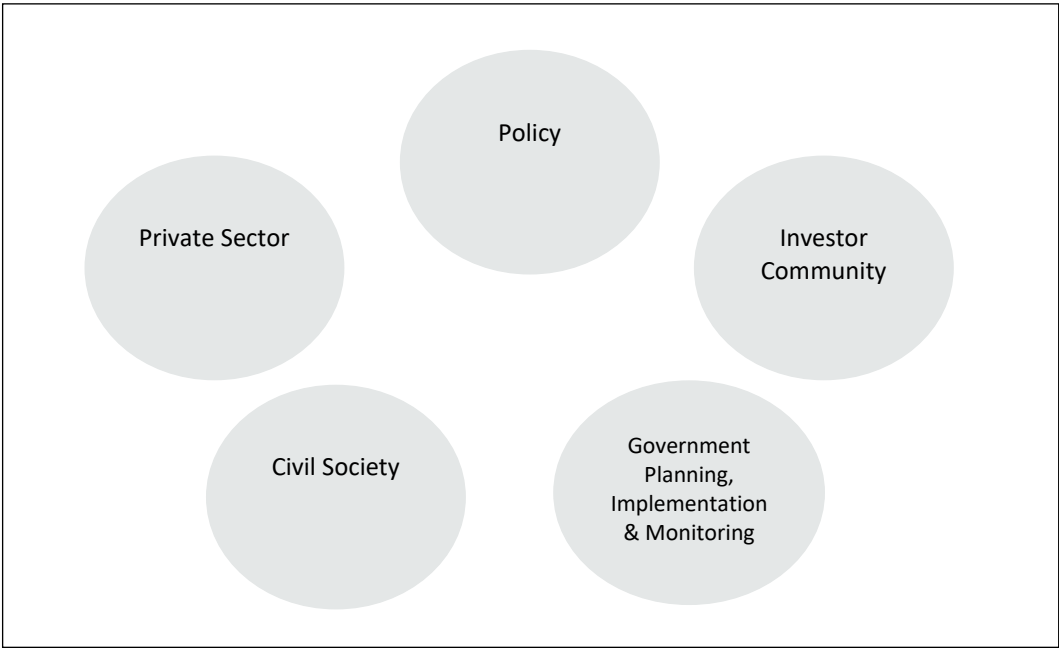 Policy
Private Sector
Investor
Community
Civil Society
Government
Planning,
Implementation
& Monitoring